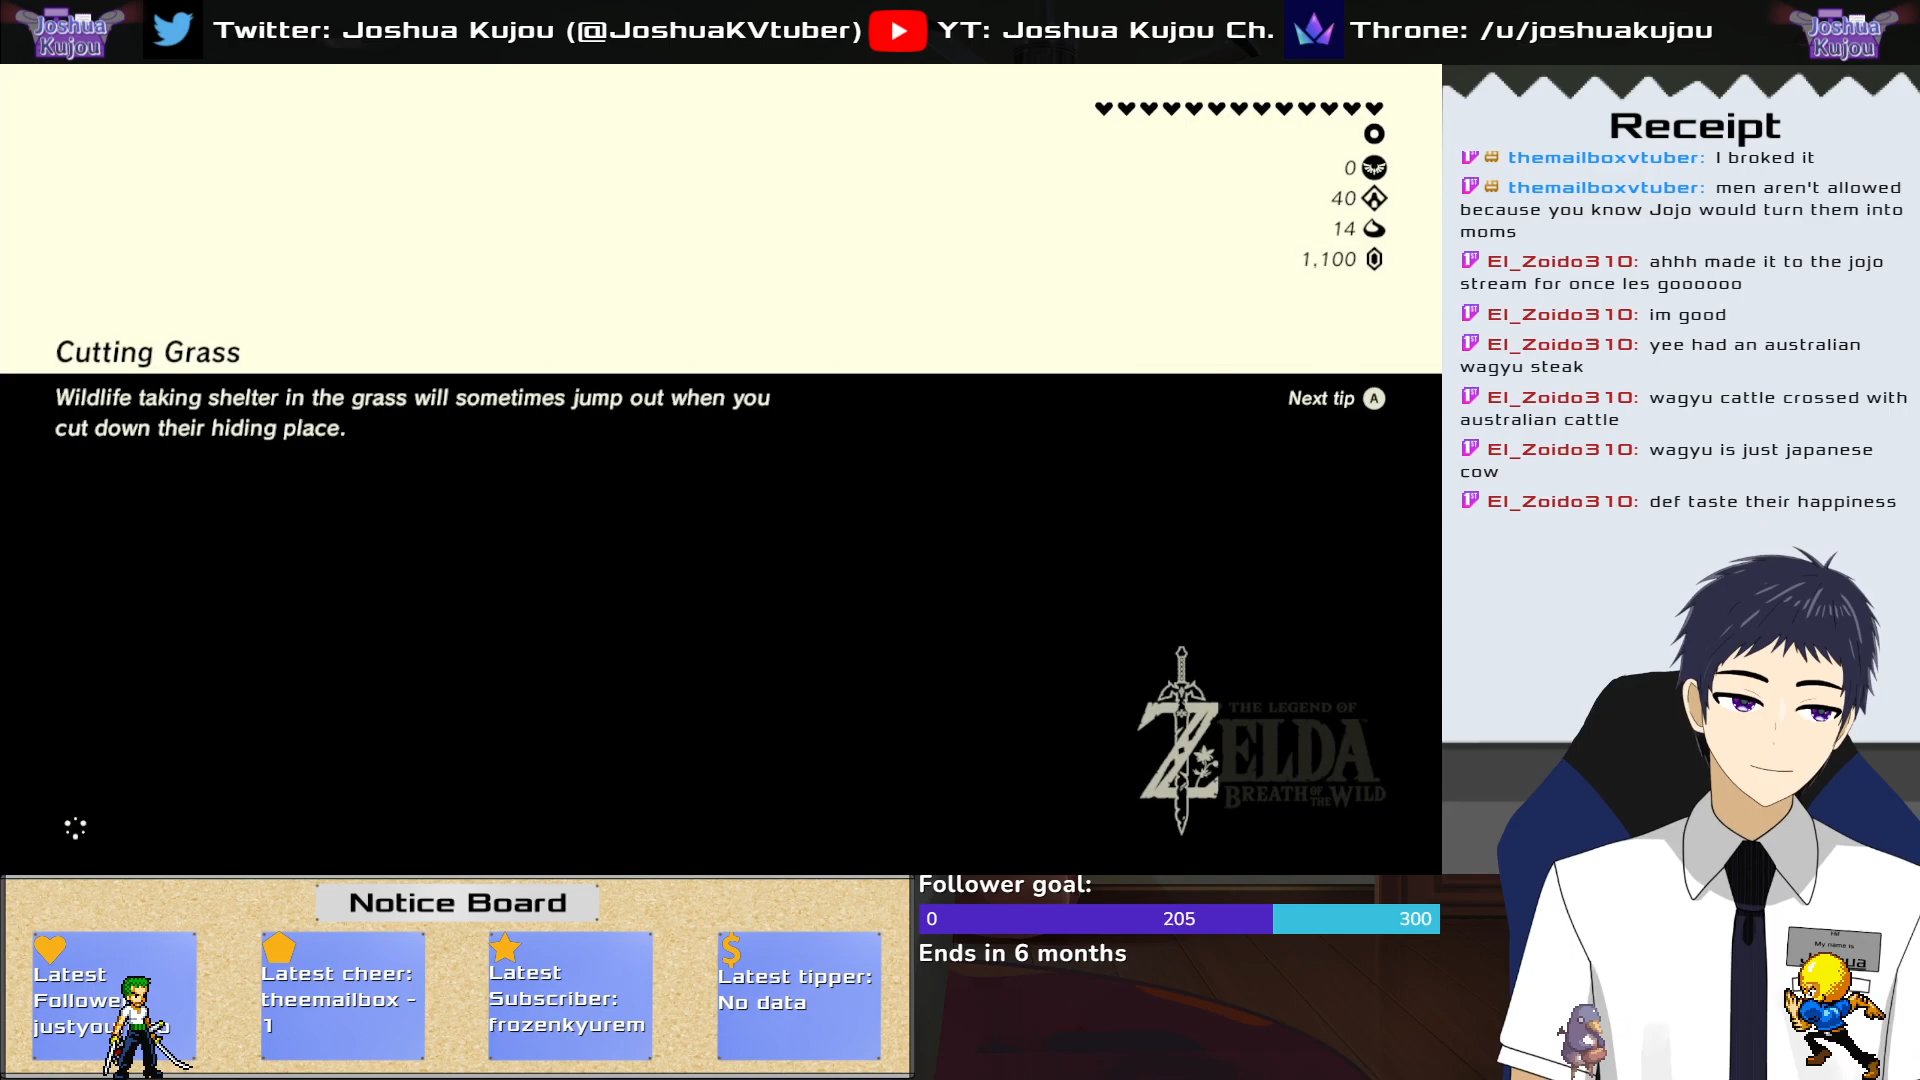 Joshua Kujou
Twitter: Joshua Kujou (@JoshuaKVtuber)
YT: Joshua Kujou Ch.
Throne: /u/joshuakujou
Joshua Kujou
0
40
14
1,100
Cutting Grass
Wildlife taking shelter in the grass will sometimes jump out when you
cut down their hiding place.
Next tip A
THE LEGEND OF
ZELDA
BREATH OF THE WILD
Receipt
themailboxvtuber: I broked it
themailboxvtuber: men aren't allowed
because you know Jojo would turn them into
moms
El_Zoido310: ahhh made it to the jojo
stream for once les goooooo
El_Zoido310: im good
El_Zoido310: yee had an australian
wagyu steak
El_Zoido310: wagyu cattle crossed with
australian cattle
El_Zoido310: wagyu is just japanese
cow
El_Zoido310: def taste their happiness
Notice Board
Latest
Latest cheer:
theemailbox -
1
Latest
Subscriber:
frozenkyurem
Latest tipper:
No data
Follower goal:
0 205 300
Ends in 6 months
Hi!
My name is